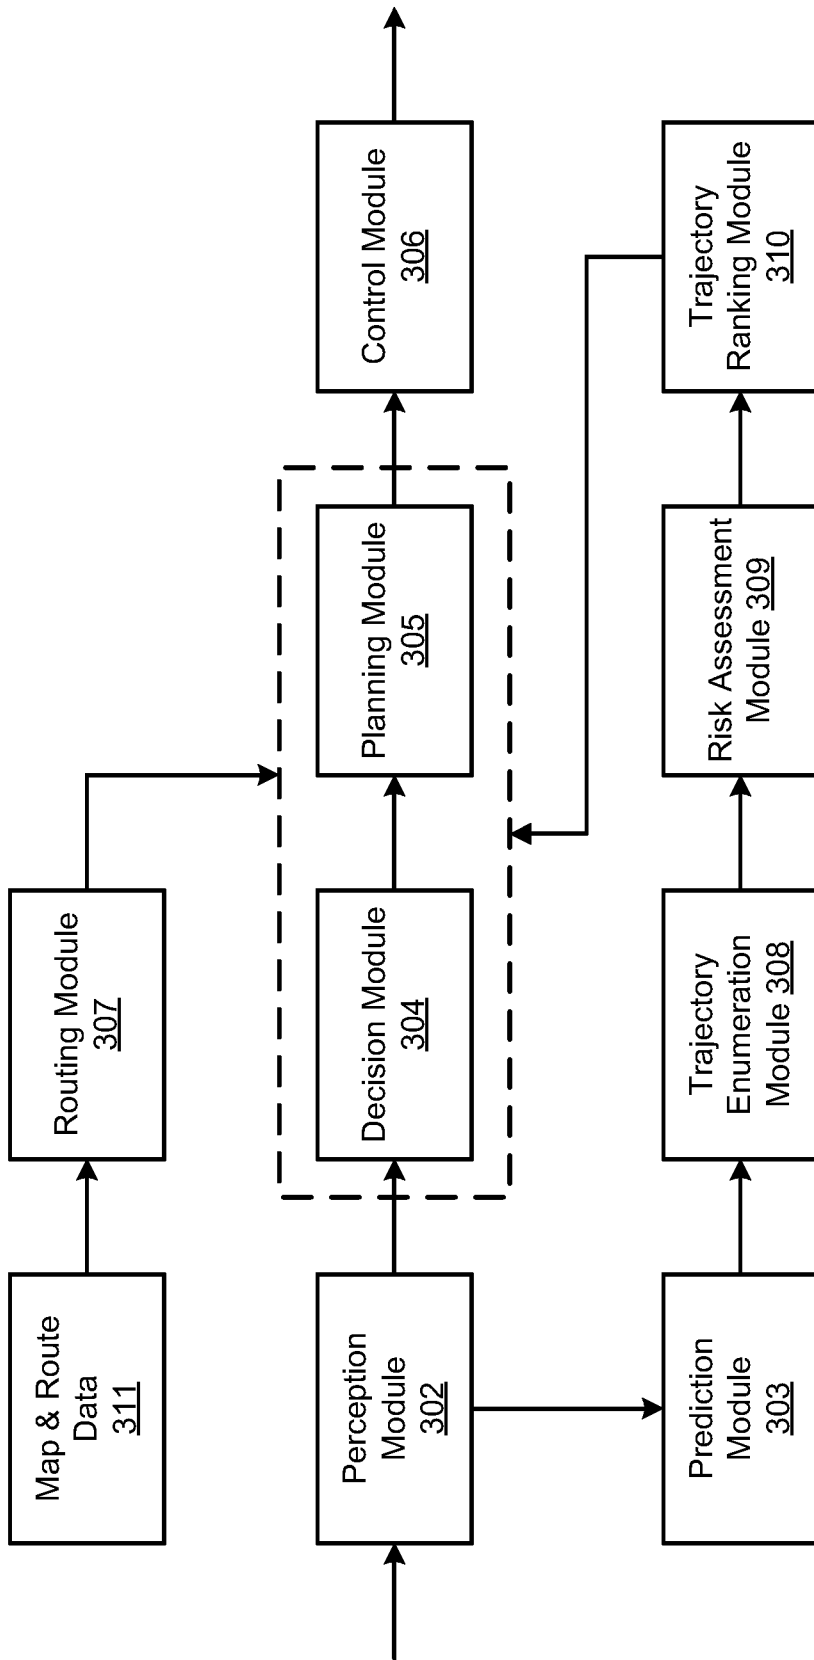 Map & Route
Data
311
Routing Module
307
Perception
Module
302
Decision Module
304
Planning Module
305
Control Module
306
Prediction
Module
303
Trajectory
Enumeration
Module 308
Risk Assessment
Module 309
Trajectory
Ranking Module
310